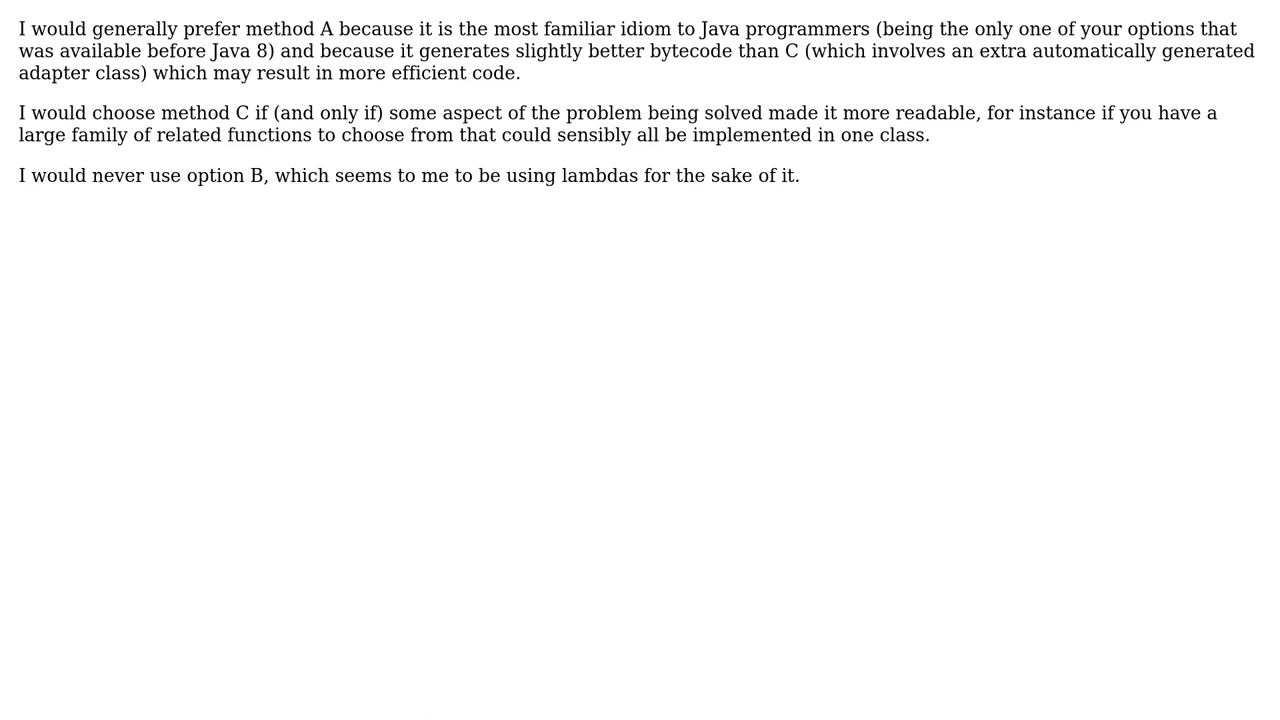 I would generally prefer method A because it is the most familiar idiom to Java programmers (being the only one of your options that
was available before Java 8) and because it generates slightly better bytecode than C (which involves an extra automatically generated
adapter class) which may result in more efficient code.
I would choose method C if (and only if) some aspect of the problem being solved made it more readable, for instance if you have a
large family of related functions to choose from that could sensibly all be implemented in one class.
I would never use option B, which seems to me to be using lambdas for the sake of it.